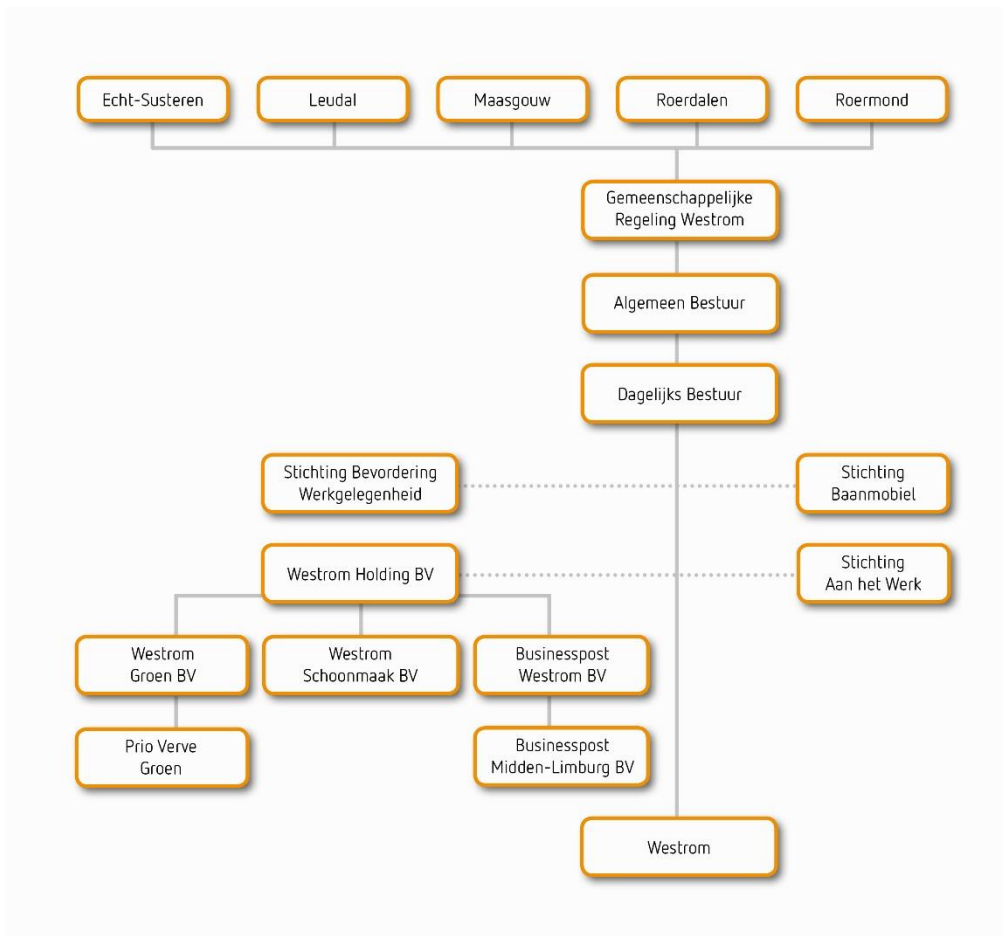 Echt-Susteren
Leudal
Maasgouw
Roerdalen
Roermond
Gemeenschappelijke
Regeling Westrom
Algemeen Bestuur
Dagelijks Bestuur
Stichting Bevordering
Werkgelegenheid
Stichting
Baanmobiel
Westrom Holding BV
Stichting
Aan het Werk
Westrom
Groen BV
Westrom
Schoonmaak BV
Businesspost
Westrom BV
Prio Verve
Groen
Businesspost
Midden-Limburg BV
Westrom